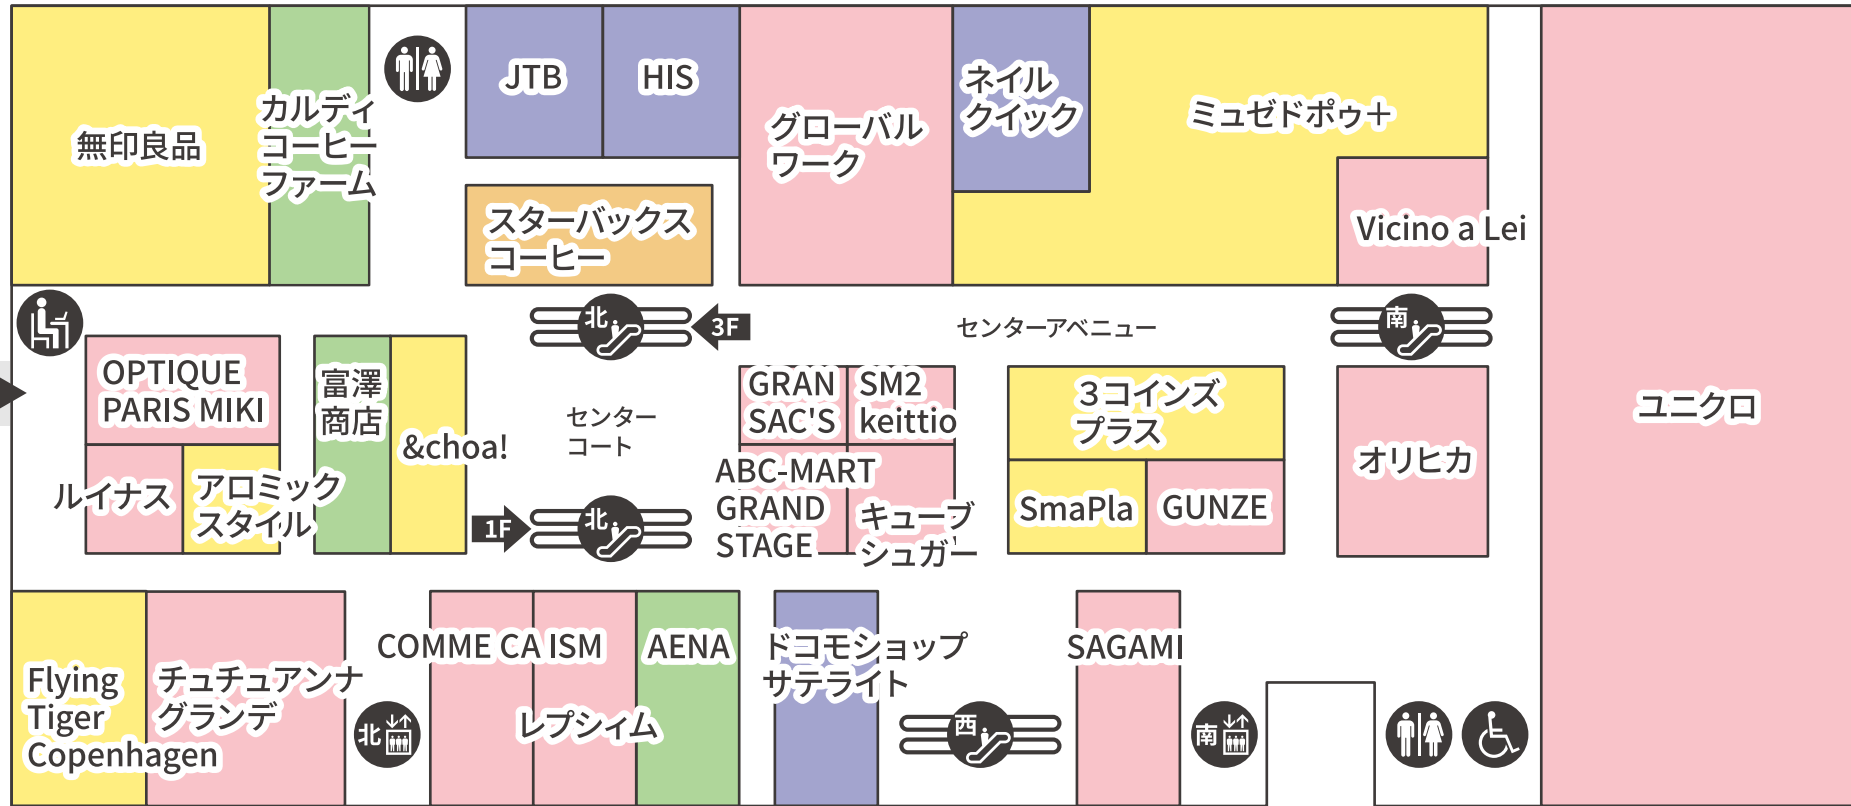 無印良品
カルディ
コーヒー
ファーム
JTB
HIS
スターバックス
コーヒー
グローバル
ワーク
ネイル
クイック
ミュゼドポゥ+
Vicino a Lei
ユニクロ
北
3F
センターアベニュー
南
OPTIQUE
PARIS MIKI
ルイナス
アロミック
スタイル
富澤
商店
&choa!
センター
コート
1F
北
GRAN
SAC'S
SM2
keittio
ABC-MART
GRAND
STAGE
キューブ
シュガー
3コインズ
プラス
SmaPla
GUNZE
オリヒカ
Flying
Tiger
Copenhagen
チュチュアンナ
グランデ
北
COMME CA ISM
レプシィム
AENA
ドコモショップ
サテライト
西
SAGAMI
南